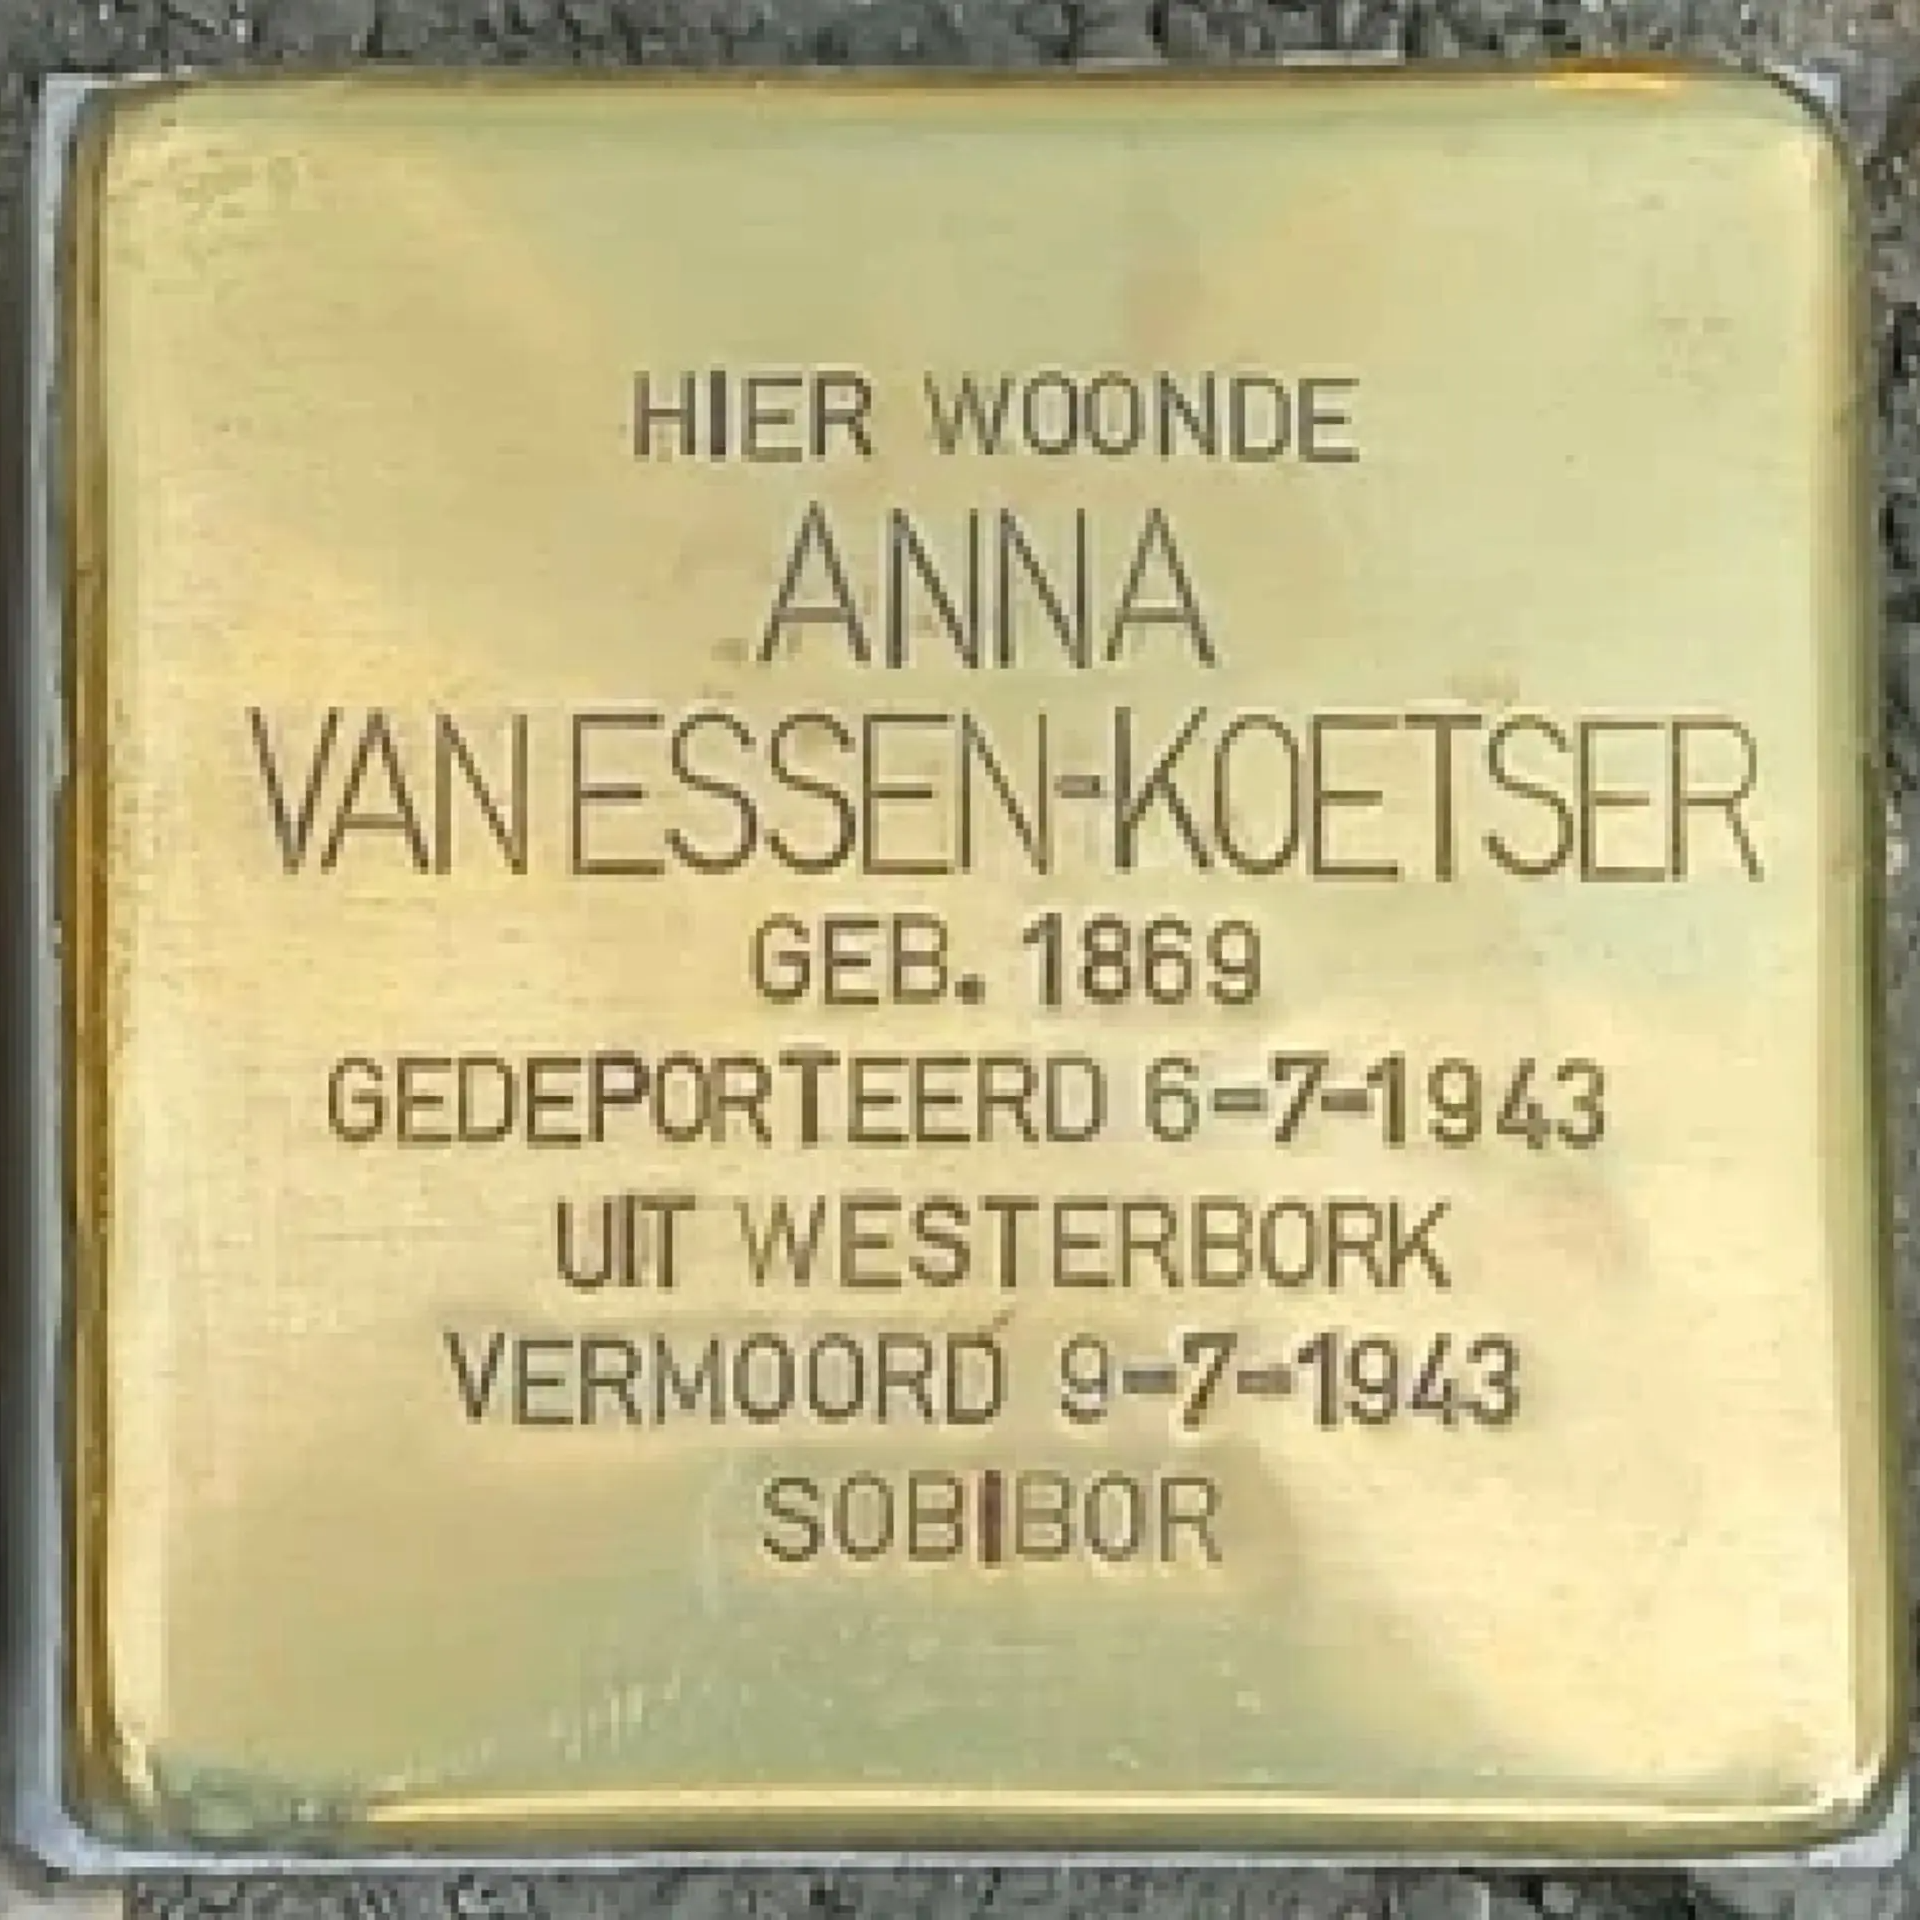 HIER WOONDE
ANNA
VAN ESSEN-KOETSER
GEB. 1869
GEDEPORTEERD 6-7-1943
UIT WESTERBORK
VERMOORD 9-7-1943
SOBIBOR